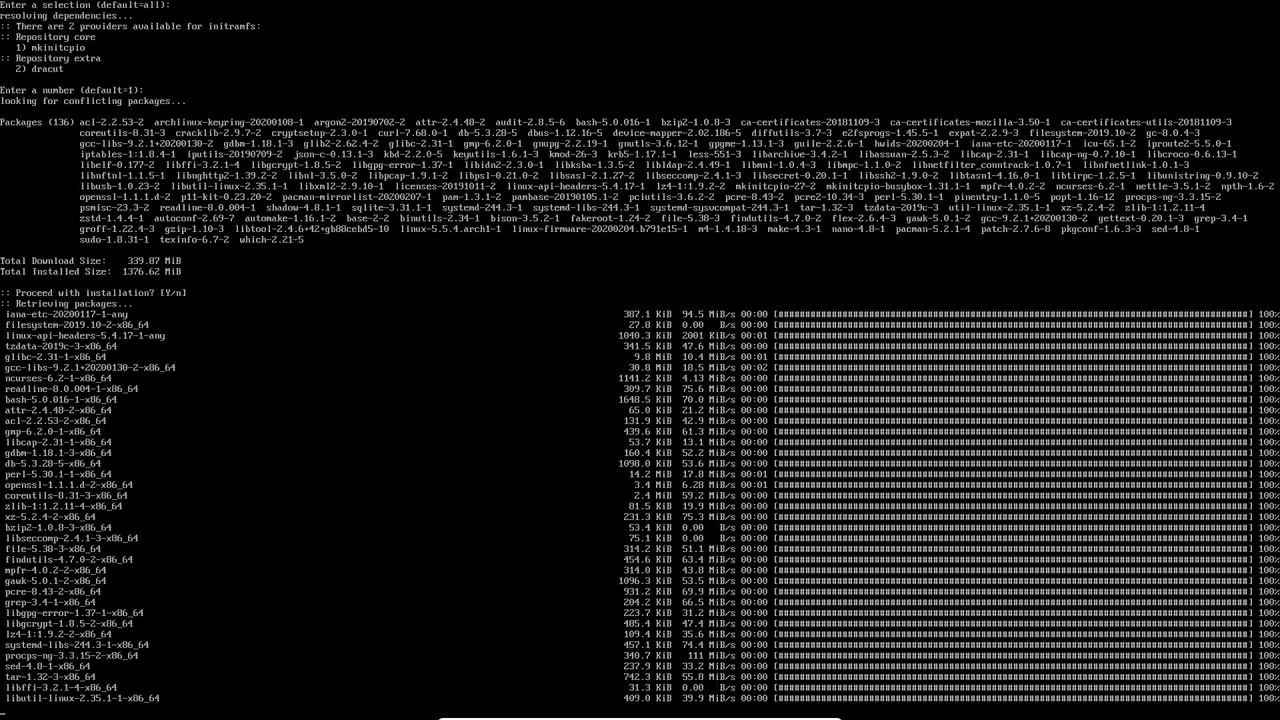 Enter a selection (default=all):
resolving dependencies...
:: There are 2 providers available for initramfs:
:: Repository core
   1) mkinitcpio
:: Repository extra
   2) dracut

Enter a number (default=1):
looking for conflicting packages...

Packages (136) acl-2.2.53-2  archlinux-keyring-20200108-1  argon2-20190702-2  attr-2.4.48-2  audit-2.8.5-6  bash-5.0.016-1  bzip2-1.0.8-3  ca-certificates-20181109-3  ca-certificates-mozilla-3.50-1  ca-certificates-utils-20181109-3
coreutils-8.31-3  cracklib-2.9.7-2  cryptsetup-2.3.0-1  curl-7.68.0-1  db-5.3.28-5  dbus-1.12.16-5  device-mapper-2.02.186-5  diffutils-3.7-3  e2fsprogs-1.45.5-1  expat-2.2.9-3  filesystem-2019.10-2  gc-8.0.4-3
gcc-libs-9.2.1+20200130-2  gdbm-1.18.1-3  glib2-2.62.4-2  glibc-2.31-1  gmp-6.2.0-1  gnupg-2.2.19-1  gnutls-3.6.12-1  gpgme-1.13.1-3  guile-2.2.6-1  hwids-20200204-1  iana-etc-20200117-1  icu-65.1-2  iproute2-5.5.0-1
iptables-1:1.8.4-1  iputils-20190709-2  json-c-0.13.1-3  kbd-2.2.0-5  keyutils-1.6.1-3  kmod-26-3  krb5-1.17.1-1  less-551-3  libarchive-3.4.2-1  libassuan-2.5.3-2  libcap-2.31-1  libcap-ng-0.7.10-1  libcroco-0.6.13-1
libelf-0.177-2  libffi-3.2.1-4  libgcrypt-1.8.5-2  libgpg-error-1.37-1  libidn2-2.3.0-1  libksba-1.3.5-2  libldap-2.4.49-1  libmnl-1.0.4-3  libmpc-1.1.0-2  libnetfilter_conntrack-1.0.7-1  libnfnetlink-1.0.1-3
libnftnl-1.1.5-1  libnghttp2-1.39.2-2  libnl-3.5.0-2  libpcap-1.9.1-2  libpsl-0.21.0-2  libsasl-2.1.27-2  libseccomp-2.4.1-3  libsecret-0.20.1-1  libssh2-1.9.0-2  libtasn1-4.16.0-1  libtirpc-1.2.5-1  libunistring-0.9.10-2
libusb-1.0.23-2  libutil-linux-2.35.1-1  libxml2-2.9.10-1  licenses-20191011-2  linux-api-headers-5.4.17-1  lz4-1:1.9.2-2  mkinitcpio-27-2  mkinitcpio-busybox-1.31.1-1  mpfr-4.0.2-2  ncurses-6.2-1  nettle-3.5.1-2  npth-1.6-2
openssl-1.1.1.d-2  p11-kit-0.23.20-2  pacman-mirrorlist-20200207-1  pam-1.3.1-2  pambase-20190105.1-2  pciutils-3.6.2-2  pcre-8.43-2  pcre2-10.34-3  perl-5.30.1-1  pinentry-1.1.0-5  popt-1.16-12  procps-ng-3.3.15-2
psmisc-23.3-2  readline-8.0.004-1  shadow-4.8.1-1  sqlite-3.31.1-1  systemd-244.3-1  systemd-libs-244.3-1  systemd-sysvcompat-244.3-1  tar-1.32-3  tzdata-2019c-3  util-linux-2.35.1-1  xz-5.2.4-2  zlib-1:1.2.11-4
zstd-1.4.4-1  autoconf-2.69-7  automake-1.16.1-2  base-2-2  binutils-2.34-1  bison-3.5.2-1  fakeroot-1.24-2  file-5.38-3  findutils-4.7.0-2  flex-2.6.4-3  gawk-5.0.1-2  gcc-9.2.1+20200130-2  gettext-0.20.1-3  grep-3.4-1
groff-1.22.4-3  gzip-1.10-3  libtool-2.4.6+42+gb88cebd5-10  linux-5.5.4.arch1-1  linux-firmware-20200204.b791e15-1  m4-1.4.18-3  make-4.3-1  nano-4.8-1  pacman-5.2.1-4  patch-2.7.6-8  pkgconf-1.6.3-3  sed-4.8-1
sudo-1.8.31-1  texinfo-6.7-2  which-2.21-5

Total Download Size:    339.87 MiB
Total Installed Size:  1376.62 MiB

:: Proceed with installation? [Y/n]
:: Retrieving packages...
iana-etc-20200117-1-any 387.1 KiB 94.5 MiB/s 00:00 [############################################] 100%
filesystem-2019.10-2-x86_64 27.8 KiB 0.00 B/s 00:00 [############################################] 100%
linux-api-headers-5.4.17-1-any 1040.3 KiB 2001 KiB/s 00:01 [############################################] 100%
tzdata-2019c-3-x86_64 341.5 KiB 47.6 MiB/s 00:00 [############################################] 100%
glibc-2.31-1-x86_64 9.8 MiB 10.4 MiB/s 00:01 [############################################] 100%
gcc-libs-9.2.1+20200130-2-x86_64 30.8 MiB 18.5 MiB/s 00:02 [############################################] 100%
ncurses-6.2-1-x86_64 1141.2 KiB 4.13 MiB/s 00:00 [############################################] 100%
readline-8.0.004-1-x86_64 309.7 KiB 75.6 MiB/s 00:00 [############################################] 100%
bash-5.0.016-1-x86_64 1648.5 KiB 70.0 MiB/s 00:00 [############################################] 100%
attr-2.4.48-2-x86_64 65.0 KiB 21.2 MiB/s 00:00 [############################################] 100%
acl-2.2.53-2-x86_64 131.9 KiB 42.9 MiB/s 00:00 [############################################] 100%
gmp-6.2.0-1-x86_64 439.6 KiB 61.3 MiB/s 00:00 [############################################] 100%
libcap-2.31-1-x86_64 53.7 KiB 13.1 MiB/s 00:00 [############################################] 100%
gdbm-1.18.1-3-x86_64 160.4 KiB 52.2 MiB/s 00:00 [############################################] 100%
db-5.3.28-5-x86_64 1098.0 KiB 53.6 MiB/s 00:00 [############################################] 100%
perl-5.30.1-1-x86_64 14.2 MiB 17.8 MiB/s 00:01 [############################################] 100%
openssl-1.1.1.d-2-x86_64 3.4 MiB 6.28 MiB/s 00:01 [############################################] 100%
coreutils-8.31-3-x86_64 2.4 MiB 59.2 MiB/s 00:00 [############################################] 100%
zlib-1:1.2.11-4-x86_64 81.5 KiB 19.9 MiB/s 00:00 [############################################] 100%
xz-5.2.4-2-x86_64 231.3 KiB 75.3 MiB/s 00:00 [############################################] 100%
bzip2-1.0.8-3-x86_64 53.4 KiB 0.00 B/s 00:00 [############################################] 100%
libseccomp-2.4.1-3-x86_64 75.1 KiB 0.00 B/s 00:00 [############################################] 100%
file-5.38-3-x86_64 314.2 KiB 51.1 MiB/s 00:00 [############################################] 100%
findutils-4.7.0-2-x86_64 454.6 KiB 63.4 MiB/s 00:00 [############################################] 100%
mpfr-4.0.2-2-x86_64 314.0 KiB 43.8 MiB/s 00:00 [############################################] 100%
gawk-5.0.1-2-x86_64 1096.3 KiB 53.5 MiB/s 00:00 [############################################] 100%
pcre-8.43-2-x86_64 931.2 KiB 69.9 MiB/s 00:00 [############################################] 100%
grep-3.4-1-x86_64 204.2 KiB 66.5 MiB/s 00:00 [############################################] 100%
libgpg-error-1.37-1-x86_64 223.7 KiB 31.2 MiB/s 00:00 [############################################] 100%
libgcrypt-1.8.5-2-x86_64 485.4 KiB 47.4 MiB/s 00:00 [############################################] 100%
lz4-1:1.9.2-2-x86_64 109.4 KiB 35.6 MiB/s 00:00 [############################################] 100%
systemd-libs-244.3-1-x86_64 457.1 KiB 74.4 MiB/s 00:00 [############################################] 100%
procps-ng-3.3.15-2-x86_64 340.7 KiB 111 MiB/s 00:00 [############################################] 100%
sed-4.8-1-x86_64 237.9 KiB 33.2 MiB/s 00:00 [############################################] 100%
tar-1.32-3-x86_64 742.3 KiB 55.8 MiB/s 00:00 [############################################] 100%
libffi-3.2.1-4-x86_64 31.3 KiB 0.00 B/s 00:00 [############################################] 100%
libutil-linux-2.35.1-1-x86_64 409.0 KiB 39.9 MiB/s 00:00 [############################################] 100%